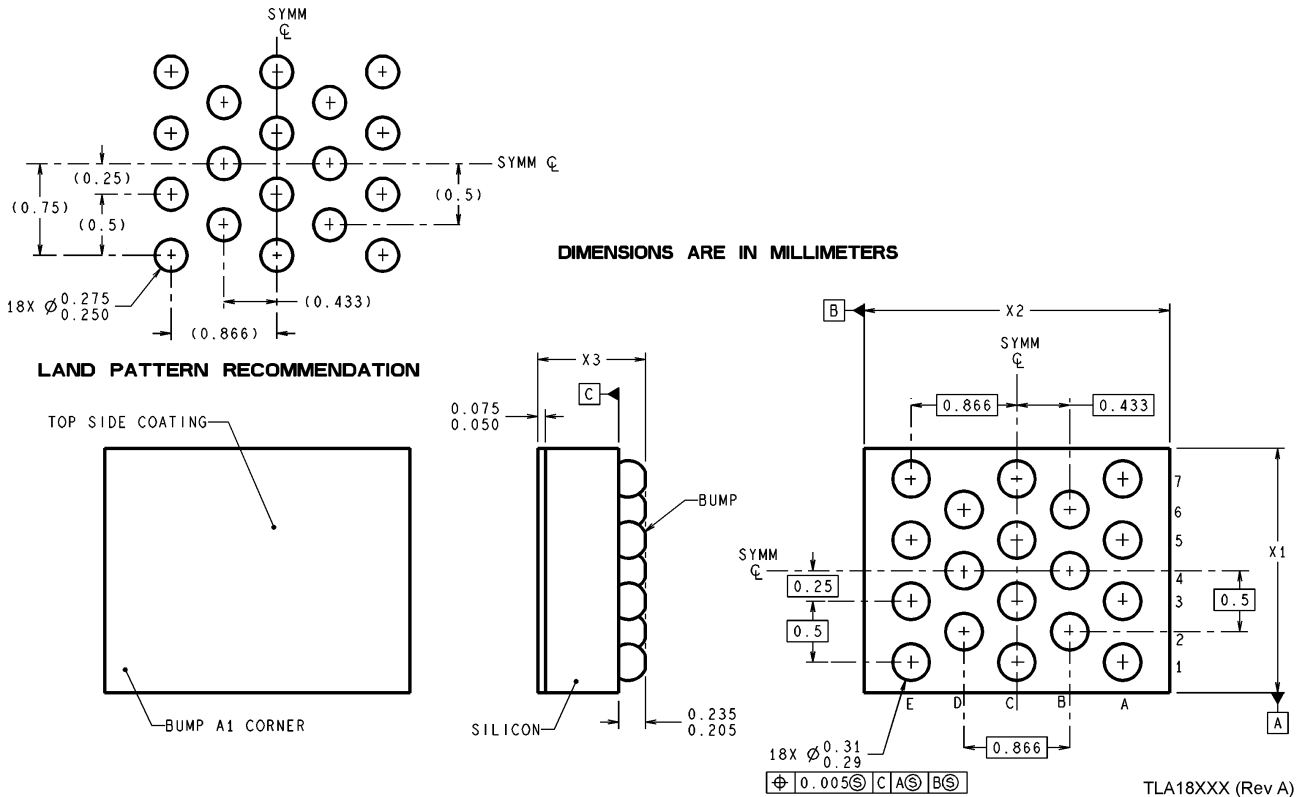 SYMM
℄
SYMM ℄
(0.25)
(0.75)
(0.5)
(0.5)
18X Ø 0.275
0.250
(0.433)
(0.866)
LAND PATTERN RECOMMENDATION
DIMENSIONS ARE IN MILLIMETERS
TOP SIDE COATING
BUMP A1 CORNER
X3
C
0.075
0.050
BUMP
SILICON
0.235
0.205
B
X2
SYMM
℄
0.866
0.433
7
6
5
4
3
2
1
X1
SYMM
℄
0.25
0.5
0.5
E D C B A
A
0.866
18X Ø 0.31
0.29
⌖ 0.005Ⓢ C AⓈ BⓈ
TLA18XXX (Rev A)